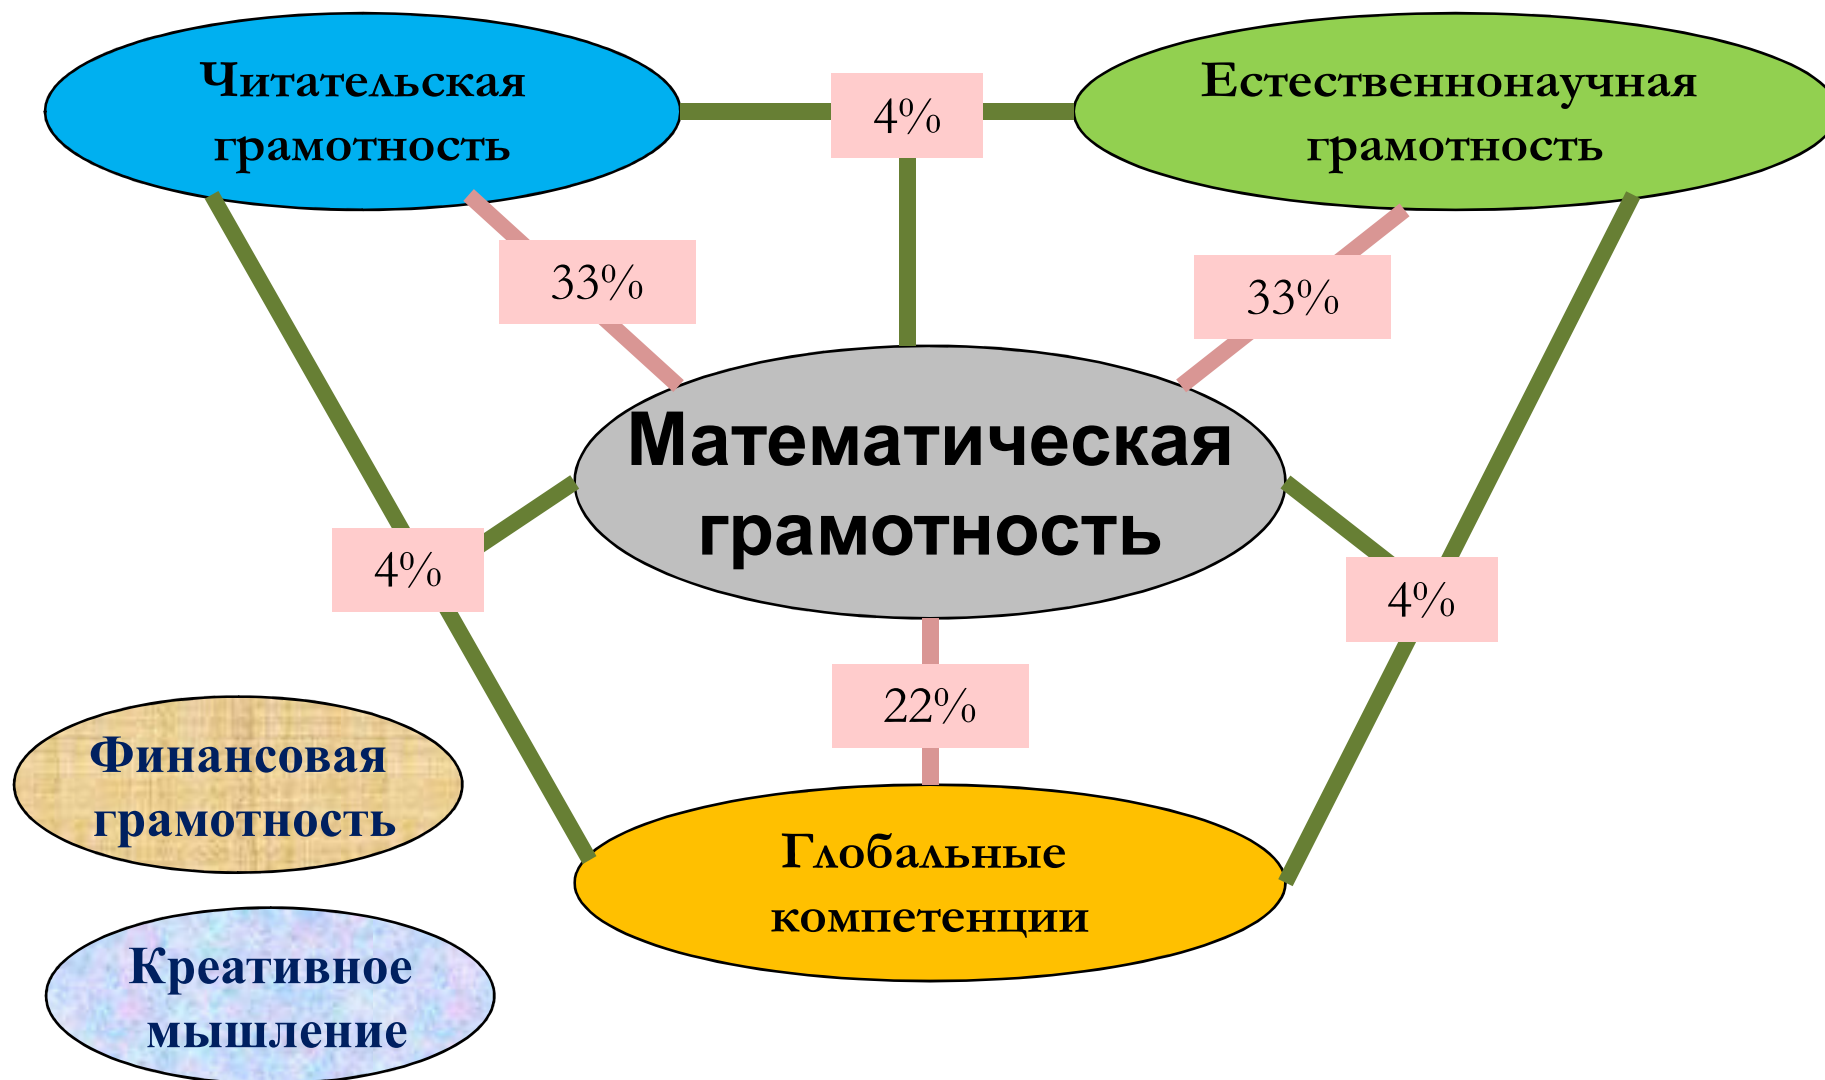 Читательская
грамотность
4%
Естественнонаучная
грамотность
33%
33%
Математическая
грамотность
4%
4%
22%
Финансовая
грамотность
Глобальные
компетенции
Креативное
мышление